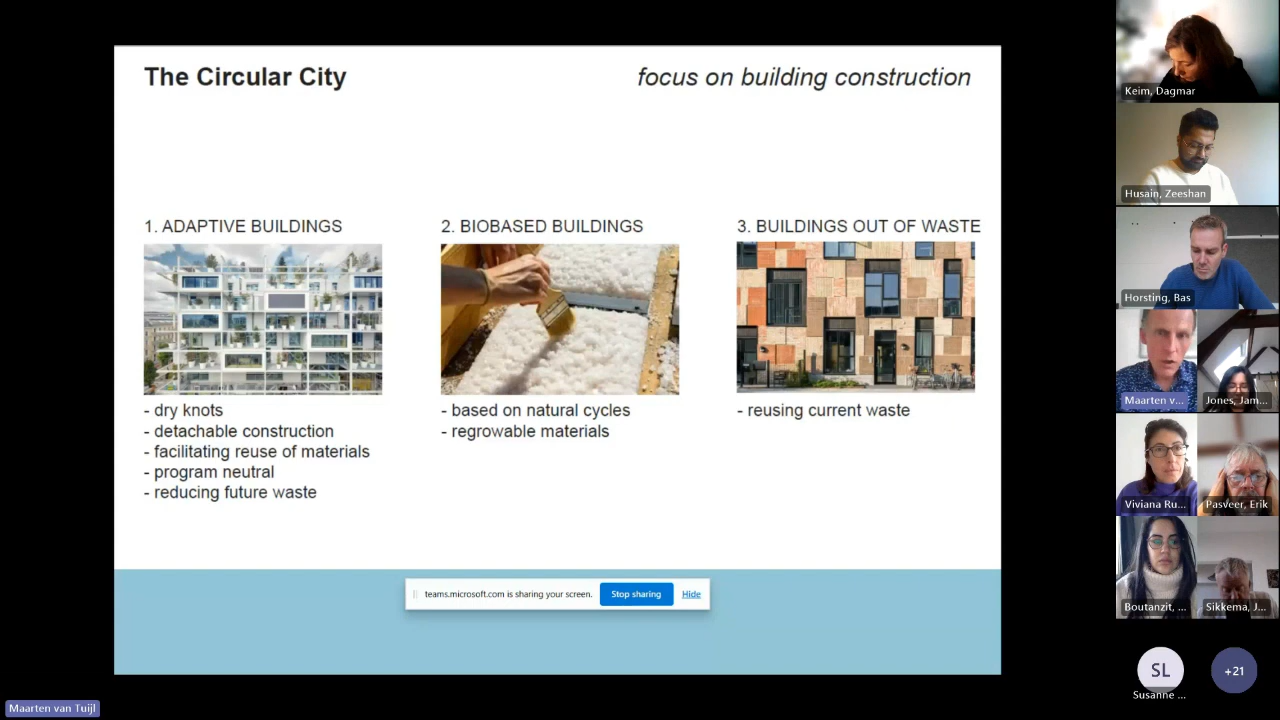 The Circular City
focus on building construction
1. ADAPTIVE BUILDINGS
- dry knots
- detachable construction
- facilitating reuse of materials
- program neutral
- reducing future waste
2. BIOBASED BUILDINGS
- based on natural cycles
- regrowable materials
3. BUILDINGS OUT OF WASTE
- reusing current waste
teams.microsoft.com is sharing your screen.
Stop sharing
Hide
Keim, Dagmar
Husain, Zeeshan
Horsting, Bas
Maarten v...
Jones, Jam...
Viviana Ru...
Pasveer, Erik
Boutanzit, ...
Sikkema, J...
SL
Susanne ...
+21
Maarten van Tuijl